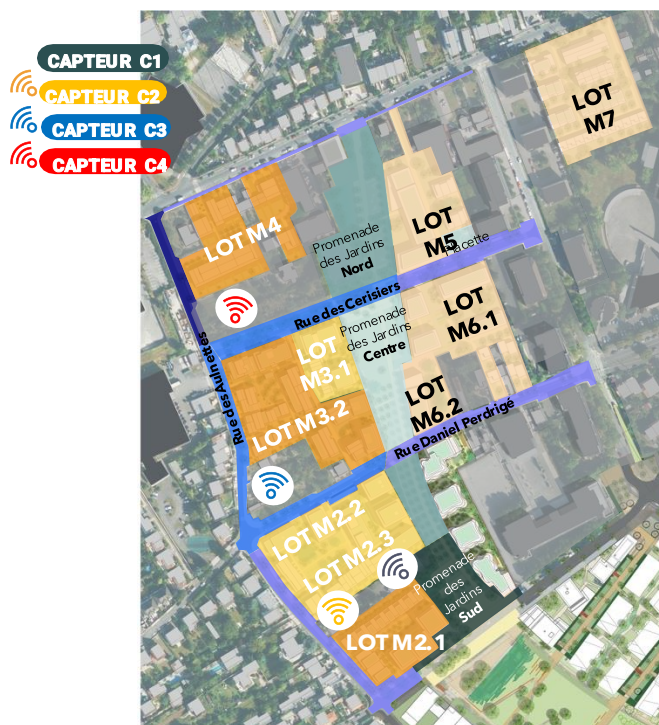 CAPTEUR C1
CAPTEUR C2
CAPTEUR C3
CAPTEUR C4
LOT
M7
LOT M4
Promenade
des Jardins
Nord
LOT
M5
Placette
Rue des Cerisiers
LOT
M6.1
Promenade
des Jardins
Centre
LOT
M3.1
Rue des Aulnettes
LOT M3.2
LOT
M6.2
Rue Daniel Perdrigé
LOT M2.2
LOT M2.3
Promenade
des
Jardins
Sud
LOT M2.1